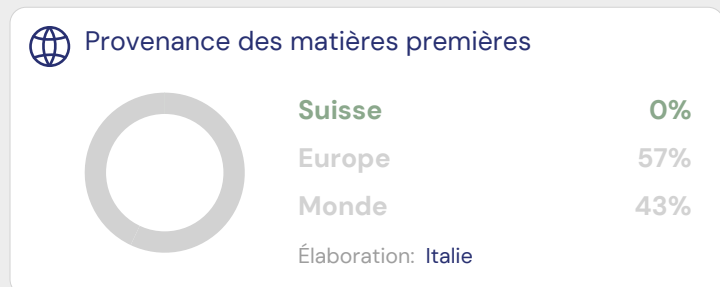 Provenance des matières premières
Suisse 0%
Europe 57%
Monde 43%
Élaboration: Italie